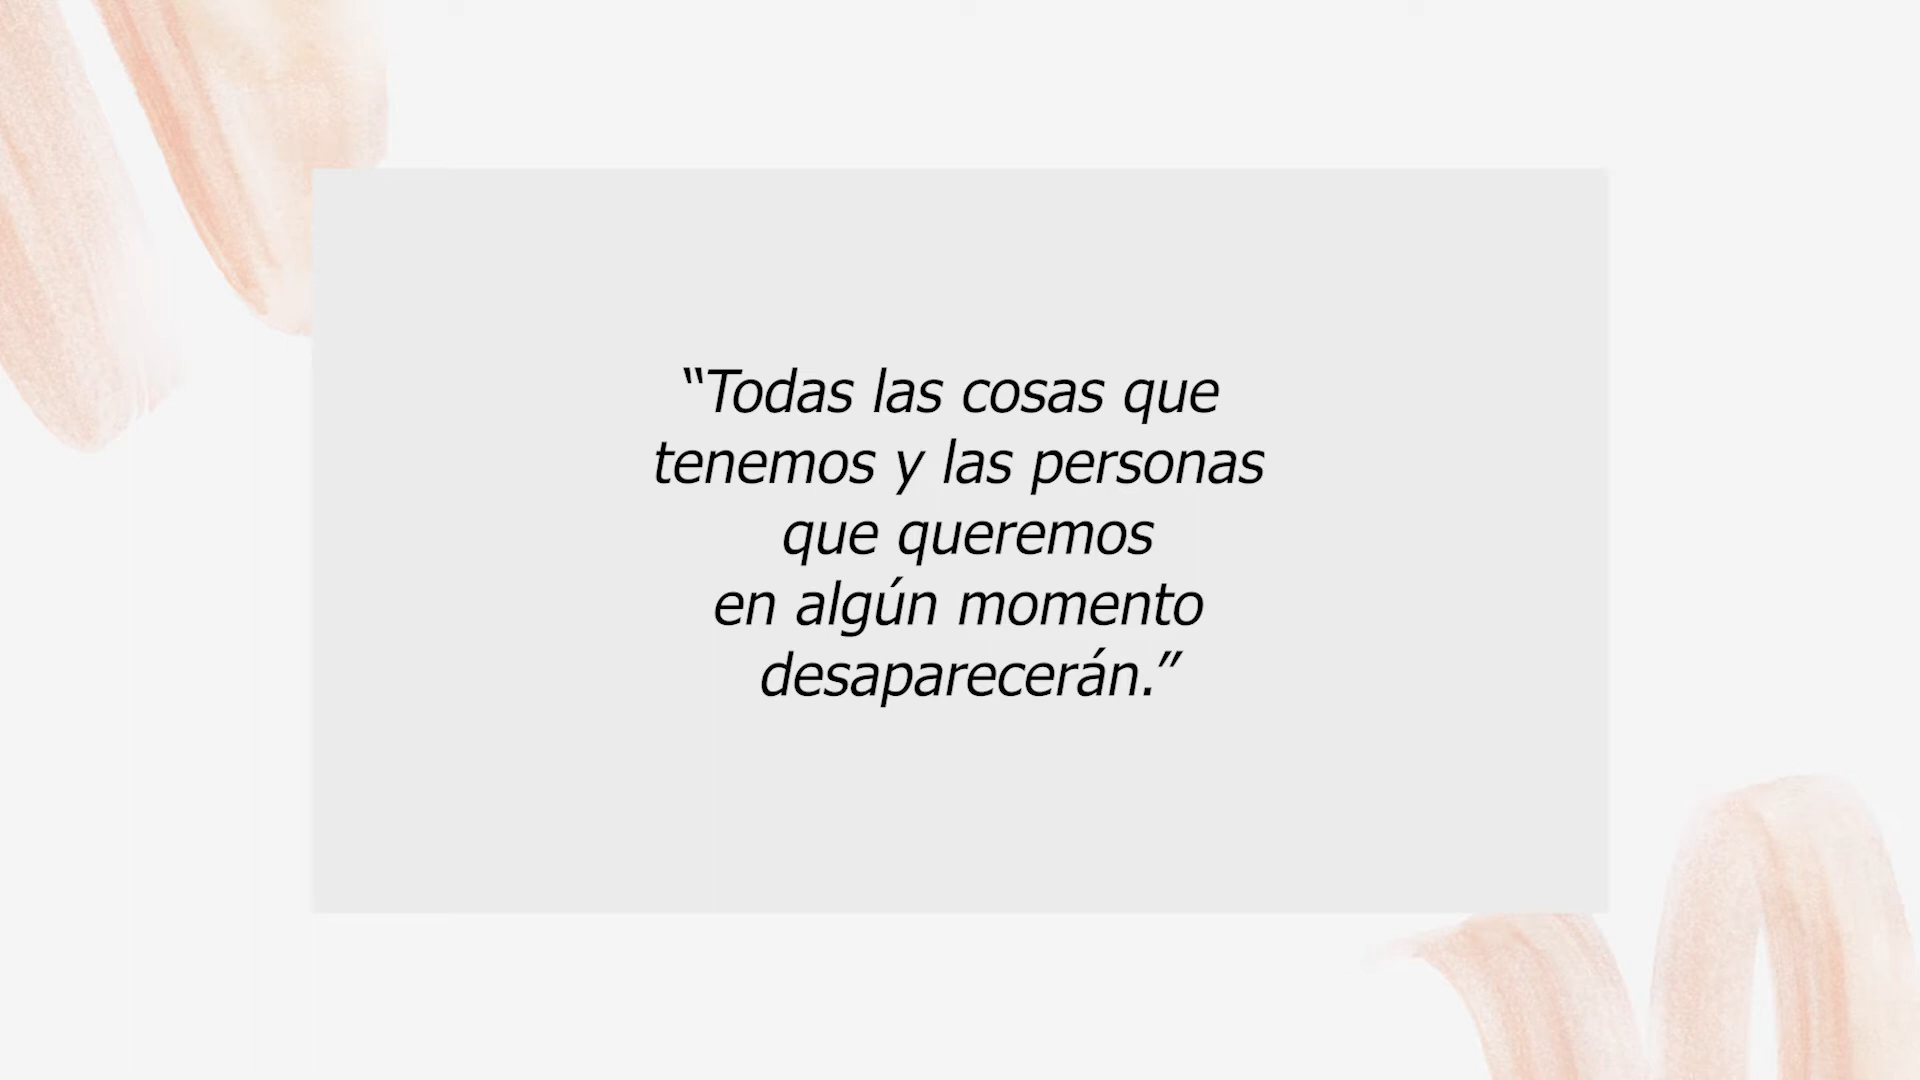 “Todas las cosas que
tenemos y las personas
que queremos
en algún momento
desaparecerán.”